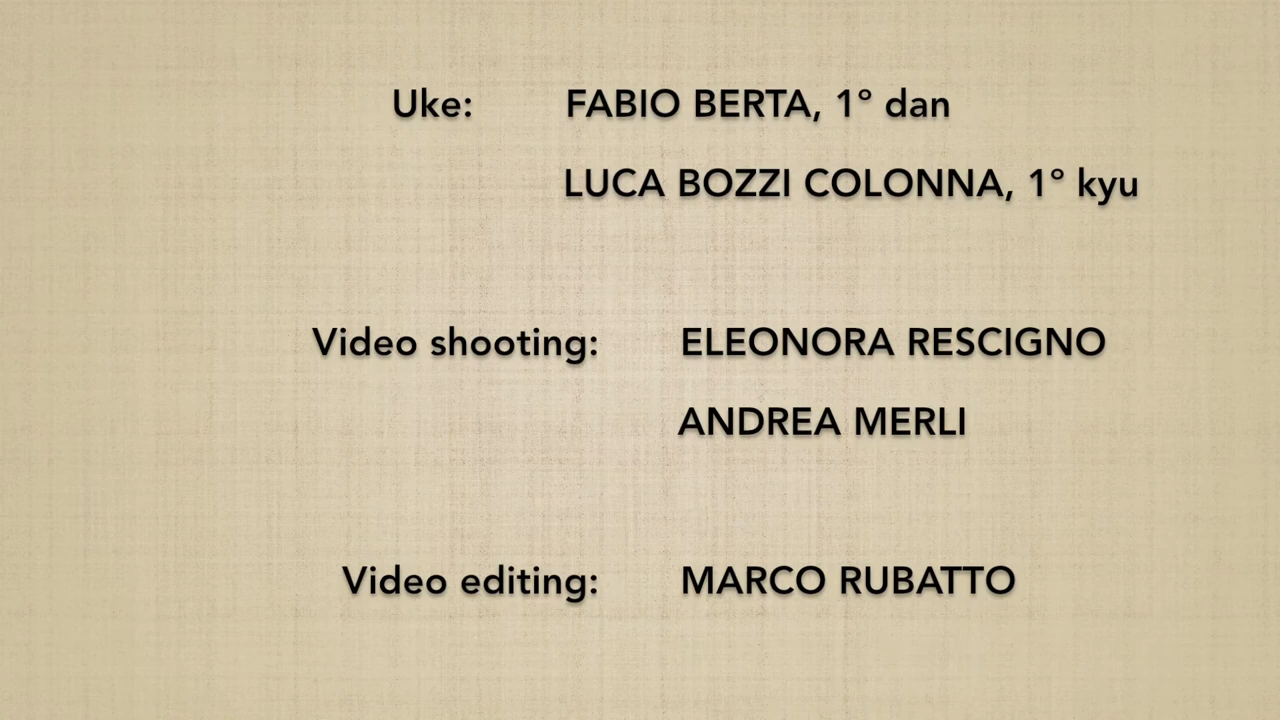 Uke: FABIO BERTA, 1° dan
LUCA BOZZI COLONNA, 1° kyu
Video shooting: ELEONORA RESCIGNO
ANDREA MERLI
Video editing: MARCO RUBATTO